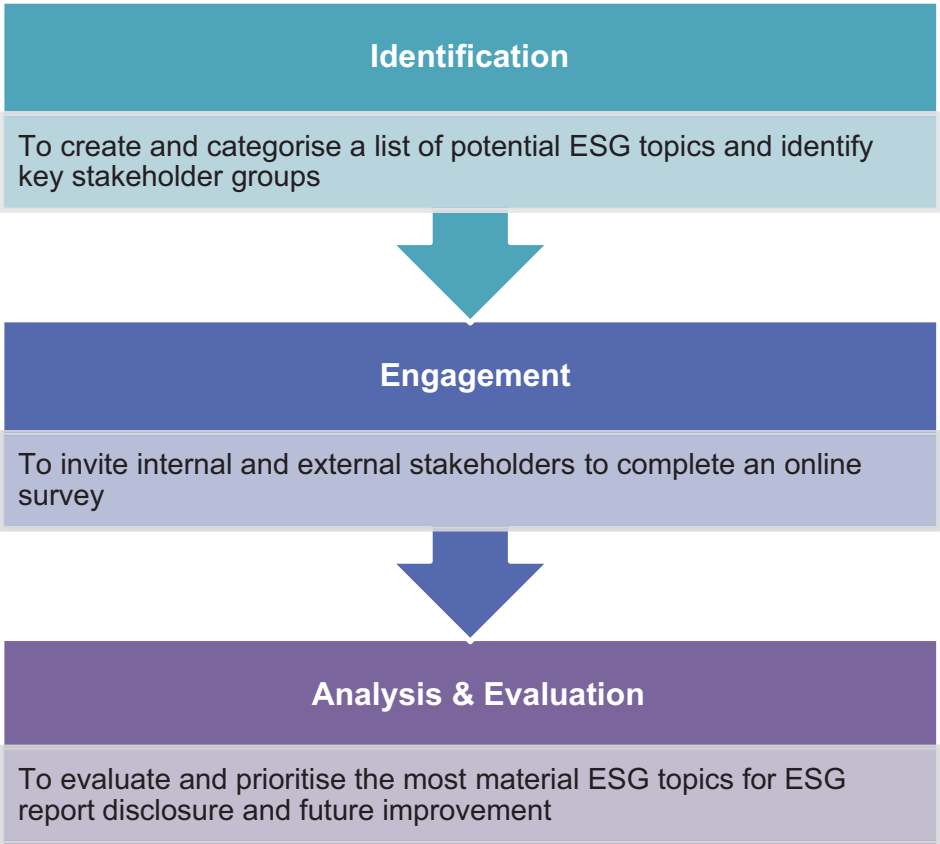 Identification
To create and categorise a list of potential ESG topics and identify
key stakeholder groups
Engagement
To invite internal and external stakeholders to complete an online
survey
Analysis & Evaluation
To evaluate and prioritise the most material ESG topics for ESG
report disclosure and future improvement